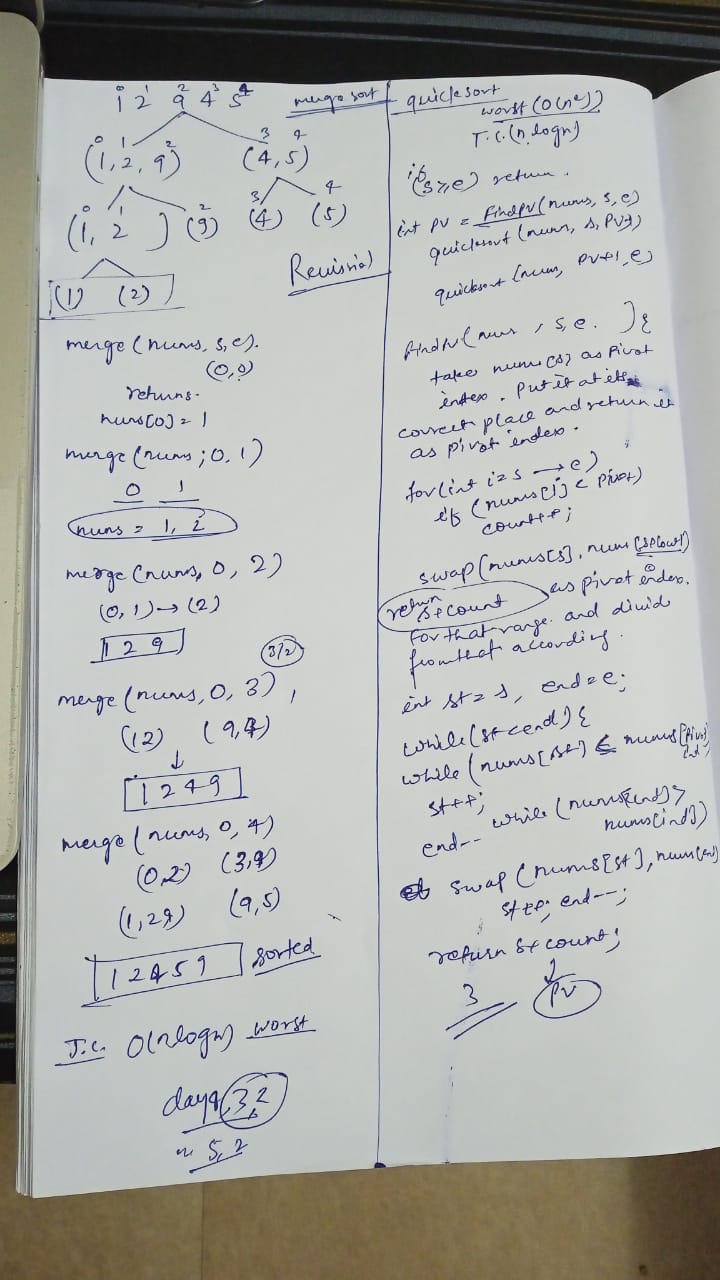 0 1 2 3 4
1 2 9 4 5
merge sort
0 1 2
(1, 2, 9)
3 4
(4, 5)
0 1
(1, 2 )
2
(9)
3
(4)
4
(5)
(1) (2)
Revision
merge (nums, s, e).
(0, 0)
returns.
nums[0] = 1
merge (nums; 0, 1)
0 1
nums = 1, 2
merge (nums, 0, 2)
(0, 1) → (2)
1 2 9
3/2
merge (nums, 0, 3),
(12) (9,4)
↓
1 2 4 9
merge (nums, 0, 4)
(0,2) (3,4)
(1,29) (4,5)
1 2 4 5 9 sorted
T.C. O(nlogn) worst
day 3,2
5, 2
quicksort
worst (O(n²))
T.C. (n logn)
if
(s>=e) return.
int pv = findpv (nums, s, e)
quicksort (nums, s, pv-1)
quicksort (nums, pv+1, e)
findpv (nums, s, e. ) {
take nums[s] as pivot
index. put it at its
correct place and return it
as pivot index.
for (int i = s → e)
if (nums[i] < pivot)
count++;
swap (nums[s], nums[s+count])
return
s+count as pivot index.
for that range and divide
from that according.
int st = s, end = e;
while (st < end) {
while (nums[st] ≤ nums[pivot
ind]
st++;
while (nums[end] >
nums[ind])
end--
swap (nums[st], nums[end]
st++; end--;
return s+count;
↓
3 pv